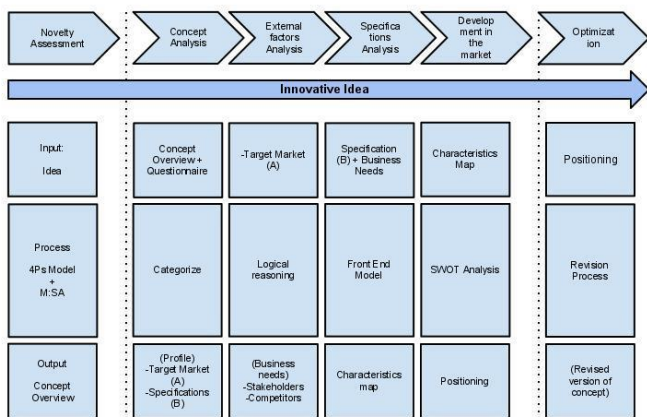 Novelty
Assessment
Concept
Analysis
External
factors
Analysis
Specifica
tions
Analysis
Develop
ment in
the
market
Optimizat
ion
Innovative Idea
Input:
Idea
Concept
Overview +
Questionnaire
-Target Market
(A)
Specification
(B) + Business
Needs
Characteristics
Map
Positioning
Process
4Ps Model
+
M:SA
Categorize
Logical
reasoning
Front End
Model
SWOT Analysis
Revision
Process
Output
Concept
Overview
(Profile)
-Target Market
(A)
-Specifications
(B)
(Business
needs)
-Stakeholders
-Competitors
Characteristics
map
Positioning
(Revised
version of
concept)